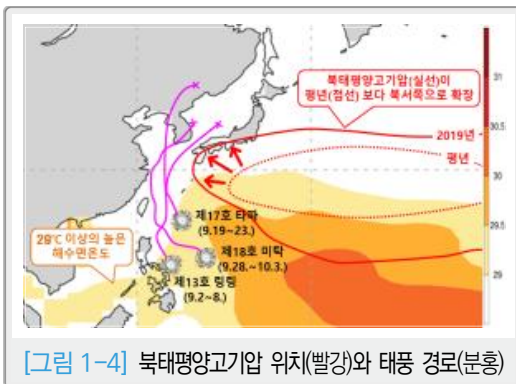 북태평양고기압(실선)이
평년(점선) 보다 북서쪽으로 확장
31
30.5
2019년
평년
30
제17호 타파
(9.19~23.)
29.5
29℃ 이상의 높은
해수면온도
제18호 미탁
(9.28.~10.3.)
제13호 링링
(9.2~8.)
29
[그림 1-4] 북태평양고기압 위치(빨강)와 태풍 경로(분홍)